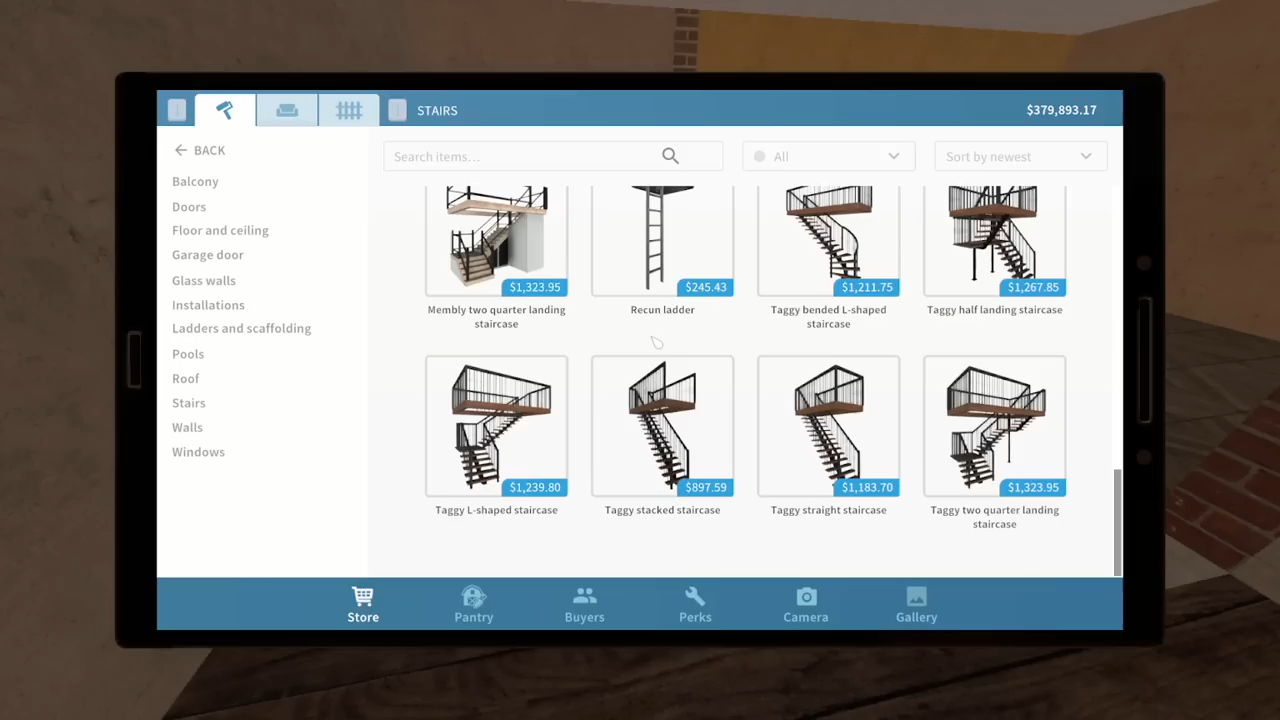 STAIRS
$379,893.17
BACK
Search items...
All
Sort by newest
Balcony
Doors
Floor and ceiling
Garage door
Glass walls
Installations
Ladders and scaffolding
Pools
Roof
Stairs
Walls
Windows
$1,323.95
$245.43
$1,211.75
$1,267.85
Membly two quarter landing
staircase
Recun ladder
Taggy bended L-shaped
staircase
Taggy half landing staircase
$1,239.80
$897.59
$1,183.70
$1,323.95
Taggy L-shaped staircase
Taggy stacked staircase
Taggy straight staircase
Taggy two quarter landing
staircase
Store
Pantry
Buyers
Perks
Camera
Gallery